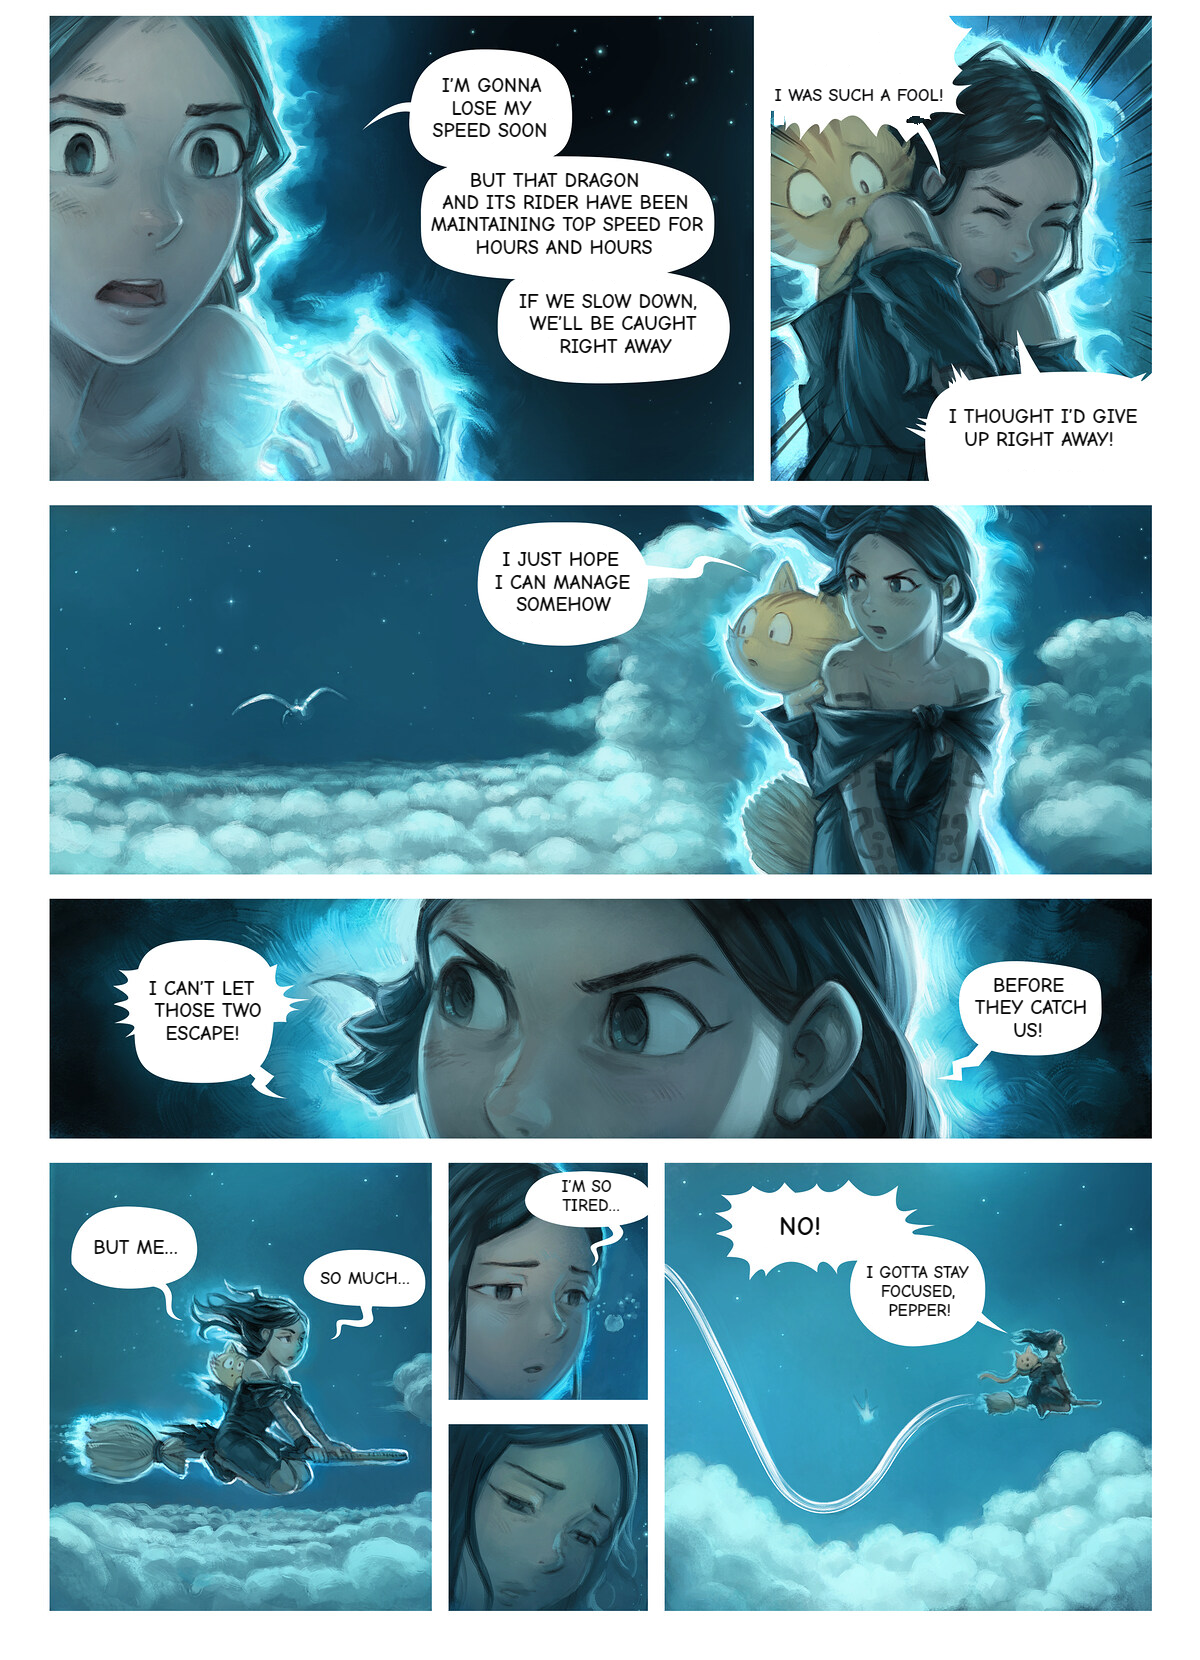 I'M GONNA
LOSE MY
SPEED SOON
BUT THAT DRAGON
AND ITS RIDER HAVE BEEN
MAINTAINING TOP SPEED FOR
HOURS AND HOURS
IF WE SLOW DOWN,
WE'LL BE CAUGHT
RIGHT AWAY
I WAS SUCH A FOOL!
I THOUGHT I'D GIVE
UP RIGHT AWAY!
I JUST HOPE
I CAN MANAGE
SOMEHOW
I CAN'T LET
THOSE TWO
ESCAPE!
BEFORE
THEY CATCH
US!
BUT ME...
SO MUCH...
I'M SO
TIRED...
NO!
I GOTTA STAY
FOCUSED,
PEPPER!